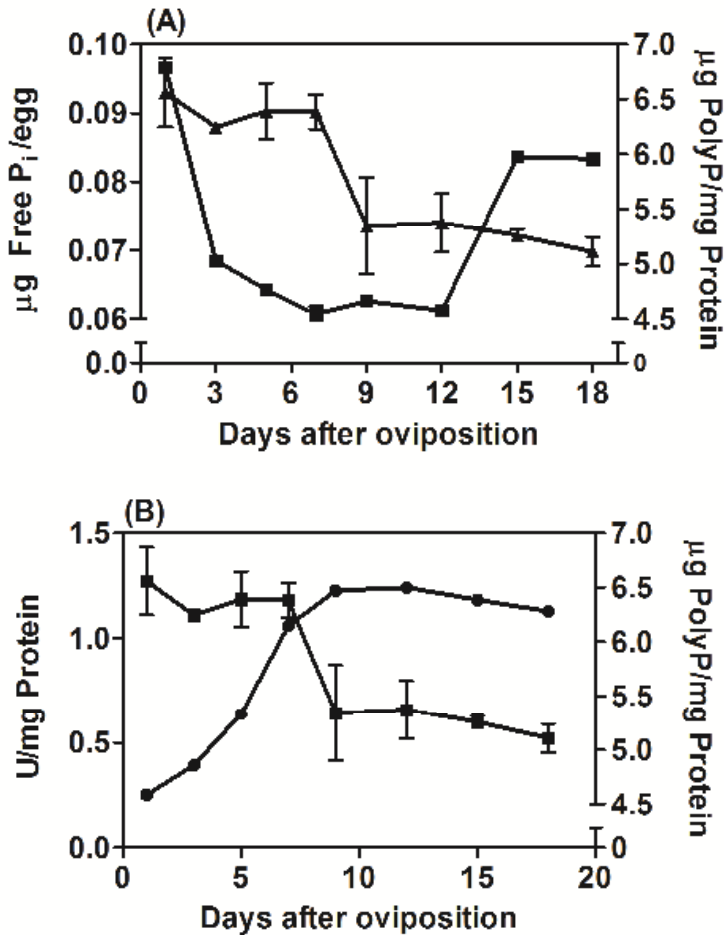 (A)
0.10
0.09
0.08
0.07
0.06
0.0
µg Free Pi /egg
7.0
6.5
6.0
5.5
5.0
4.5
0
µg PolyP/mg Protein
0 3 6 9 12 15 18
Days after oviposition
(B)
1.5
1.0
0.5
0.0
U/mg Protein
7.0
6.5
6.0
5.5
5.0
4.5
0
µg PolyP/mg Protein
0 5 10 15 20
Days after oviposition